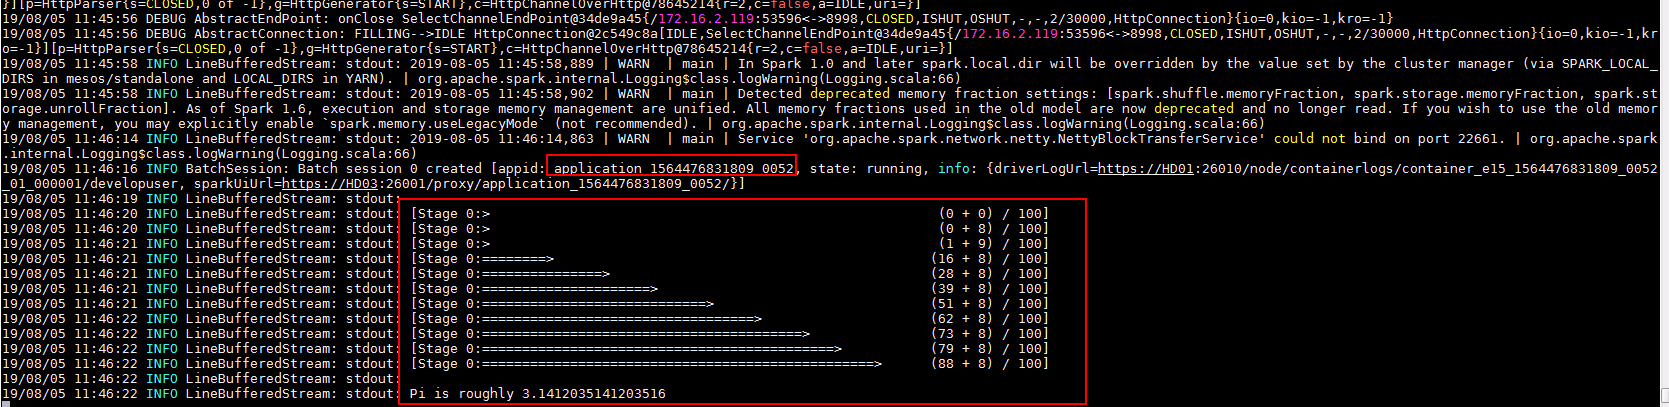 }][p=HttpParser{s=CLOSED,0 of -1},g=HttpGenerator{s=START},c=HttpChannelOverHttp@78645214{r=2,c=false,a=IDLE,uri=}]
19/08/05 11:45:56 DEBUG AbstractEndPoint: onClose SelectChannelEndPoint@34de9a45{/172.16.2.119:53596<->8998,CLOSED,ISHUT,OSHUT,-,-,2/30000,HttpConnection}{io=0,kio=-1,kro=-1}
19/08/05 11:45:56 DEBUG AbstractConnection: FILLING-->IDLE HttpConnection@2c549c8a[IDLE,SelectChannelEndPoint@34de9a45{/172.16.2.119:53596<->8998,CLOSED,ISHUT,OSHUT,-,-,2/30000,HttpConnection}{io=0,kio=-1,kr
o=-1}][p=HttpParser{s=CLOSED,0 of -1},g=HttpGenerator{s=START},c=HttpChannelOverHttp@78645214{r=2,c=false,a=IDLE,uri=}]
19/08/05 11:45:58 INFO LineBufferedStream: stdout: 2019-08-05 11:45:58,889 | WARN  | main | In Spark 1.0 and later spark.local.dir will be overridden by the value set by the cluster manager (via SPARK_LOCAL_
DIRS in mesos/standalone and LOCAL_DIRS in YARN). | org.apache.spark.internal.Logging$class.logWarning(Logging.scala:66)
19/08/05 11:45:58 INFO LineBufferedStream: stdout: 2019-08-05 11:45:58,902 | WARN  | main | Detected deprecated memory fraction settings: [spark.shuffle.memoryFraction, spark.storage.memoryFraction, spark.st
orage.unrollFraction]. As of Spark 1.6, execution and storage memory management are unified. All memory fractions used in the old model are now deprecated and no longer read. If you wish to use the old memor
y management, you may explicitly enable `spark.memory.useLegacyMode` (not recommended). | org.apache.spark.internal.Logging$class.logWarning(Logging.scala:66)
19/08/05 11:46:14 INFO LineBufferedStream: stdout: 2019-08-05 11:46:14,863 | WARN  | main | Service 'org.apache.spark.network.netty.NettyBlockTransferService' could not bind on port 22661. | org.apache.spark
.internal.Logging$class.logWarning(Logging.scala:66)
19/08/05 11:46:16 INFO BatchSession: Batch session 0 created [appid: application_1564476831809_0052, state: running, info: {driverLogUrl=https://HD01:26010/node/containerlogs/container_e15_1564476831809_0052
_01_000001/developuser, sparkUiUrl=https://HD03:26001/proxy/application_1564476831809_0052/}]
19/08/05 11:46:19 INFO LineBufferedStream: stdout:
19/08/05 11:46:20 INFO LineBufferedStream: stdout: [Stage 0:> (0 + 0) / 100]
19/08/05 11:46:20 INFO LineBufferedStream: stdout: [Stage 0:> (0 + 8) / 100]
19/08/05 11:46:21 INFO LineBufferedStream: stdout: [Stage 0:> (1 + 9) / 100]
19/08/05 11:46:21 INFO LineBufferedStream: stdout: [Stage 0:========> (16 + 8) / 100]
19/08/05 11:46:21 INFO LineBufferedStream: stdout: [Stage 0:===============> (28 + 8) / 100]
19/08/05 11:46:21 INFO LineBufferedStream: stdout: [Stage 0:=====================> (39 + 8) / 100]
19/08/05 11:46:21 INFO LineBufferedStream: stdout: [Stage 0:============================> (51 + 8) / 100]
19/08/05 11:46:22 INFO LineBufferedStream: stdout: [Stage 0:==================================> (62 + 8) / 100]
19/08/05 11:46:22 INFO LineBufferedStream: stdout: [Stage 0:========================================> (73 + 8) / 100]
19/08/05 11:46:22 INFO LineBufferedStream: stdout: [Stage 0:============================================> (79 + 8) / 100]
19/08/05 11:46:22 INFO LineBufferedStream: stdout: [Stage 0:=================================================> (88 + 8) / 100]
19/08/05 11:46:22 INFO LineBufferedStream: stdout:
19/08/05 11:46:22 INFO LineBufferedStream: stdout: Pi is roughly 3.1412035141203516